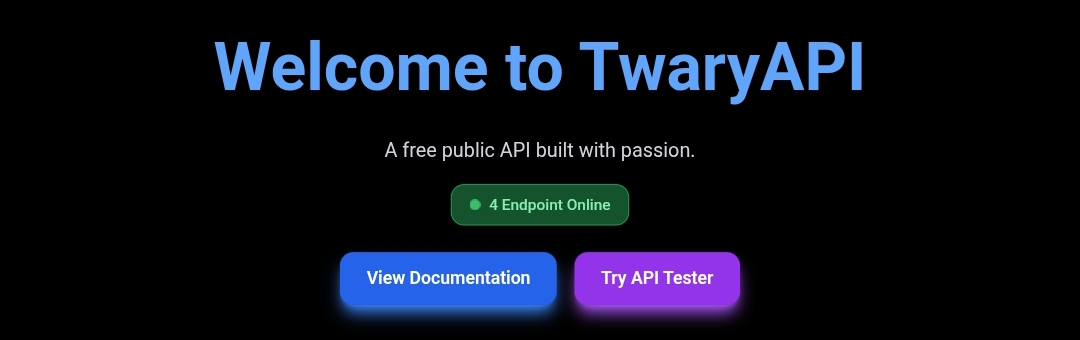 Welcome to TwaryAPI
A free public API built with passion.
4 Endpoint Online
View Documentation
Try API Tester